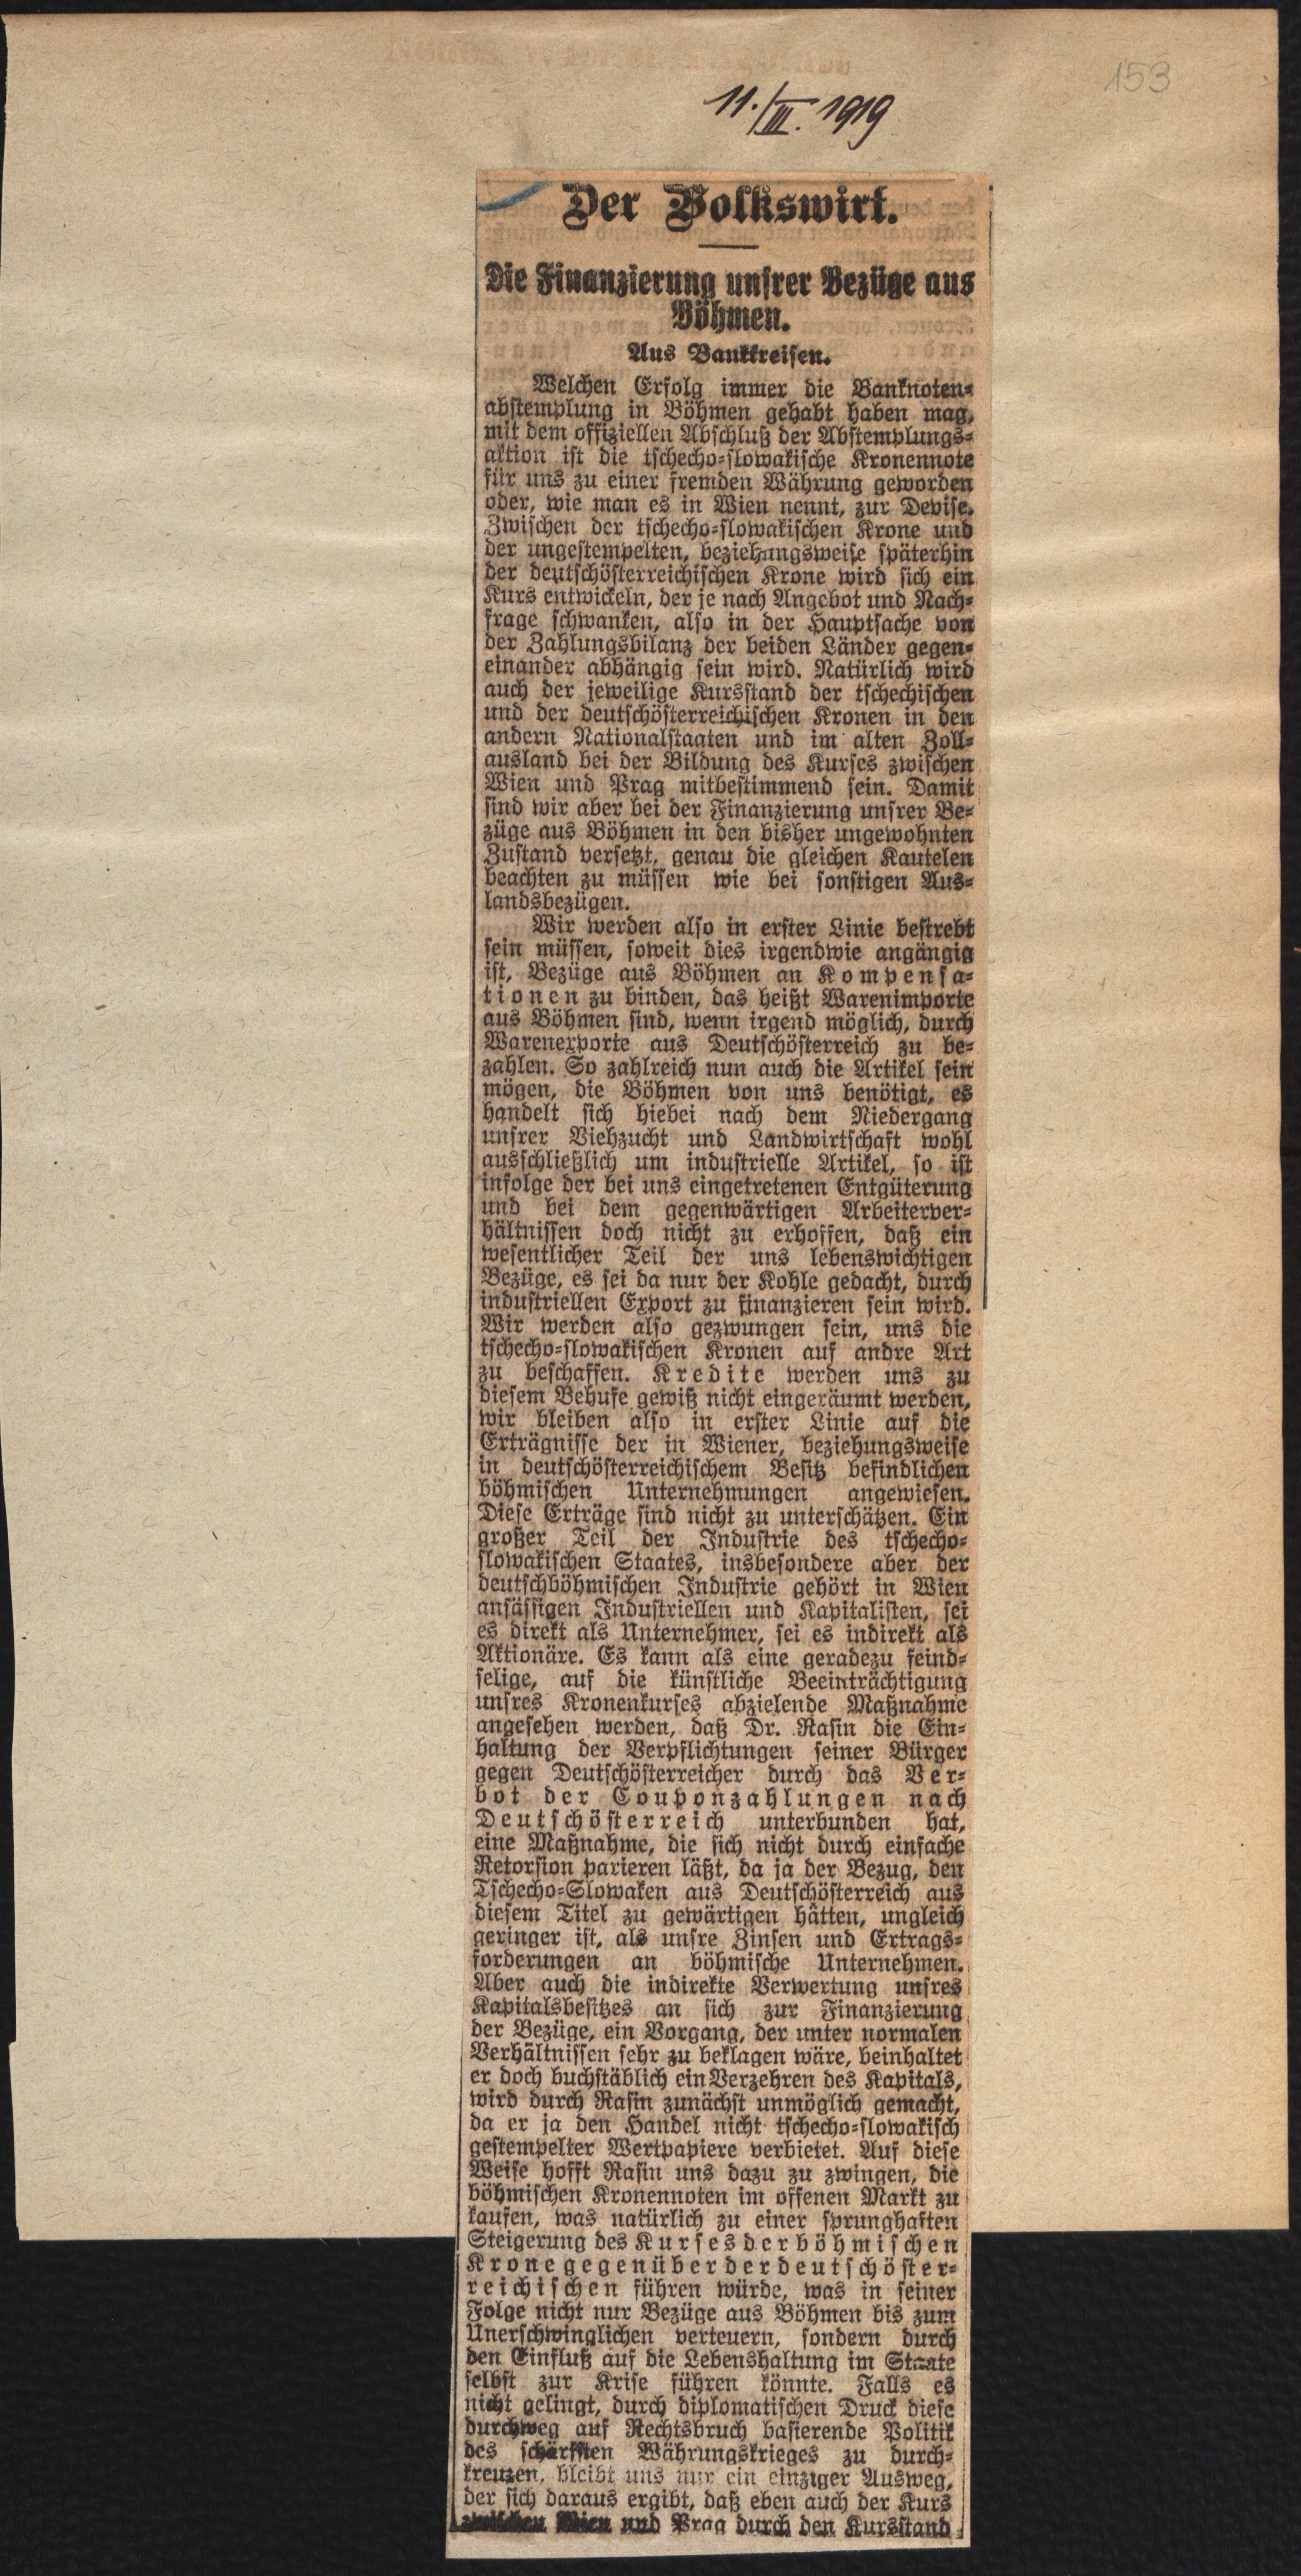 153
11./III. 1919
Der Volkswirt.
Die Finanzierung unsrer Bezüge aus
Böhmen.
Aus Bankkreisen.
Welchen Erfolg immer die Banknoten-
abstemplung in Böhmen gehabt haben mag,
mit dem offiziellen Abschluß der Abstemplungs-
aktion ist die tschecho-slowakische Kronennote
für uns zu einer fremden Währung geworden
oder, wie man es in Wien nennt, zur Devise.
Zwischen der tschecho-slowakischen Krone und
der ungestempelten, beziehungsweise späterhin
der deutschösterreichischen Krone wird sich ein
Kurs entwickeln, der je nach Angebot und Nach-
frage schwanken, also in der Hauptsache von
der Zahlungsbilanz der beiden Länder gegen-
einander abhängig sein wird. Natürlich wird
auch der jeweilige Kursstand der tschechischen
und der deutschösterreichischen Kronen in den
andern Nationalstaaten und im alten Zoll-
ausland bei der Bildung des Kurses zwischen
Wien und Prag mitbestimmend sein. Damit
sind wir aber bei der Finanzierung unsrer Be-
züge aus Böhmen in den bisher ungewohnten
Zustand versetzt, genau die gleichen Kautelen
beachten zu müssen wie bei sonstigen Aus-
landsbezügen.
Wir werden also in erster Linie bestrebt
sein müssen, soweit dies irgendwie angängig
ist, Bezüge aus Böhmen an Kompensa-
tionen zu binden, das heißt Warenimporte
aus Böhmen sind, wenn irgend möglich, durch
Warenexporte aus Deutschösterreich zu be-
zahlen. So zahlreich nun auch die Artikel sein
mögen, die Böhmen von uns benötigt, es
handelt sich hiebei nach dem Niedergang
unsrer Viehzucht und Landwirtschaft wohl
ausschließlich um industrielle Artikel, so ist
infolge der bei uns eingetretenen Entgüterung
und bei dem gegenwärtigen Arbeiterver-
hältnissen doch nicht zu erhoffen, daß ein
wesentlicher Teil der uns lebenswichtigen
Bezüge, es sei da nur der Kohle gedacht, durch
industriellen Export zu finanzieren sein wird.
Wir werden also gezwungen sein, uns die
tschecho-slowakischen Kronen auf andre Art
zu beschaffen. Kredite werden uns zu
diesem Behufe gewiß nicht eingeräumt werden,
wir bleiben also in erster Linie auf die
Erträgnisse der in Wiener, beziehungsweise
in deutschösterreichischem Besitz befindlichen
böhmischen Unternehmungen angewiesen.
Diese Erträge sind nicht zu unterschätzen. Ein
großer Teil der Industrie des tschecho-
slowakischen Staates, insbesondere aber der
deutschböhmischen Industrie gehört in Wien
ansässigen Industriellen und Kapitalisten, sei
es direkt als Unternehmer, sei es indirekt als
Aktionäre. Es kann als eine geradezu feind-
selige, auf die künstliche Beeinträchtigung
unsres Kronenkurses abzielende Maßnahme
angesehen werden, daß Dr. Rasin die Ein-
haltung der Verpflichtungen seiner Bürger
gegen Deutschösterreicher durch das Ver-
bot der Couponzahlungen nach
Deutschösterreich unterbunden hat,
eine Maßnahme, die sich nicht durch einfache
Retorsion parieren läßt, da ja der Bezug, den
Tschecho-Slowaken aus Deutschösterreich aus
diesem Titel zu gewärtigen hätten, ungleich
geringer ist, als unsre Zinsen und Ertrags-
forderungen an böhmische Unternehmen.
Aber auch die indirekte Verwertung unsres
Kapitalsbesitzes an sich zur Finanzierung
der Bezüge, ein Vorgang, der unter normalen
Verhältnissen sehr zu beklagen wäre, beinhaltet
er doch buchstäblich ein Verzehren des Kapitals,
wird durch Rasin zunächst unmöglich gemacht,
da er ja den Handel nicht tschecho-slowakisch
gestempelter Wertpapiere verbietet. Auf diese
Weise hofft Rasin uns dazu zu zwingen, die
böhmischen Kronennoten im offenen Markt zu
kaufen, was natürlich zu einer sprunghaften
Steigerung des Kurses der böhmischen
Krone gegenüber der deutschöster-
reichischen führen würde, was in seiner
Folge nicht nur Bezüge aus Böhmen bis zum
Unerschwinglichen verteuern, sondern durch
den Einfluß auf die Lebenshaltung im Staate
selbst zur Krise führen könnte. Falls es
nicht gelingt, durch diplomatischen Druck diese
durchweg auf Rechtsbruch basierende Politik
des schärfsten Währungskrieges zu durch-
kreuzen, bleibt uns nur ein einziger Ausweg,
der sich daraus ergibt, daß eben auch der Kurs
zwischen Wien und Prag durch den Kursstand